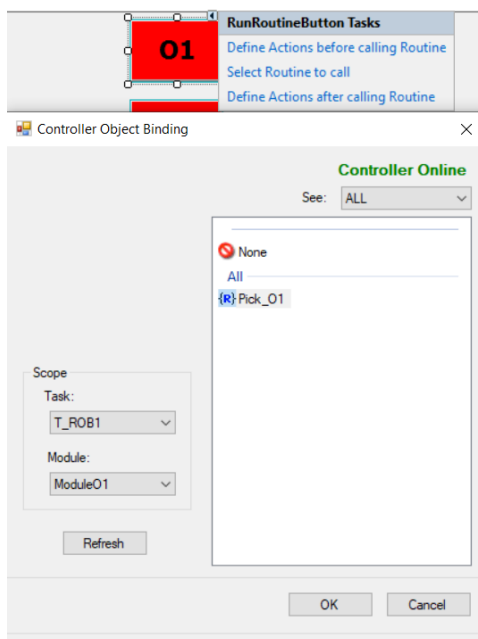 RunRoutineButton Tasks
O1
Define Actions before calling Routine
Select Routine to call
Define Actions after calling Routine
Controller Object Binding
Controller Online
See:
ALL
None
All
{R} Pick_O1
Scope
Task:
T_ROB1
Module:
ModuleO1
Refresh
OK
Cancel